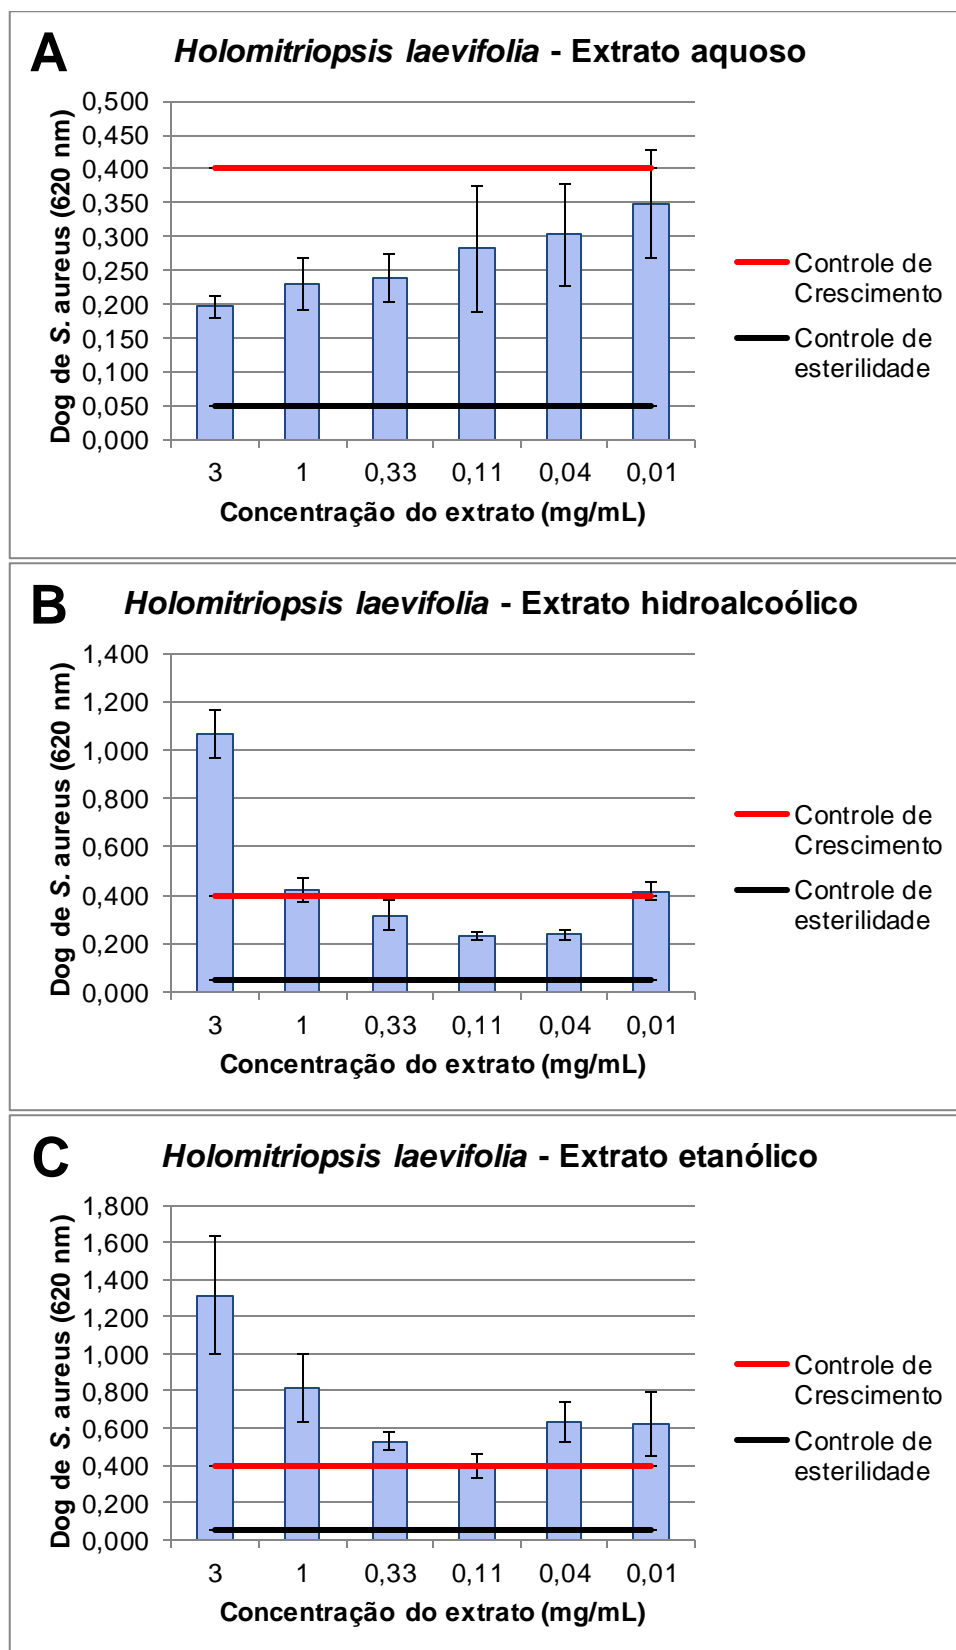 A
Holomitriopsis laevifolia - Extrato aquoso
Dog de S. aureus (620 nm)
0,500
0,450
0,400
0,350
0,300
0,250
0,200
0,150
0,100
0,050
0,000
3 1 0,33 0,11 0,04 0,01
Concentração do extrato (mg/mL)
Controle de
Crescimento
Controle de
esterilidade
B
Holomitriopsis laevifolia - Extrato hidroalcoólico
Dog de S. aureus (620 nm)
1,400
1,200
1,000
0,800
0,600
0,400
0,200
0,000
3 1 0,33 0,11 0,04 0,01
Concentração do extrato (mg/mL)
Controle de
Crescimento
Controle de
esterilidade
C
Holomitriopsis laevifolia - Extrato etanólico
Dog de S. aureus (620 nm)
1,800
1,600
1,400
1,200
1,000
0,800
0,600
0,400
0,200
0,000
3 1 0,33 0,11 0,04 0,01
Concentração do extrato (mg/mL)
Controle de
Crescimento
Controle de
esterilidade